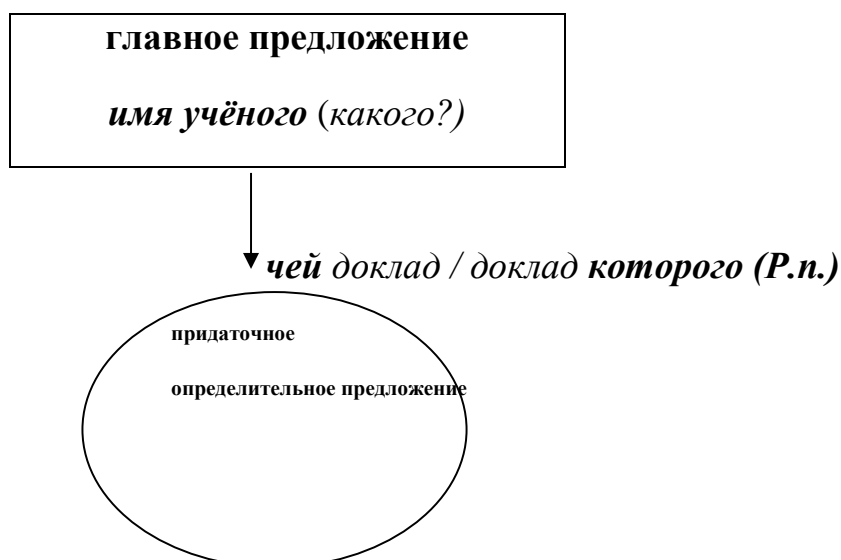 главное предложение
имя учёного (какого?)
чей доклад / доклад которого (Р.п.)
придаточное
определительное предложение